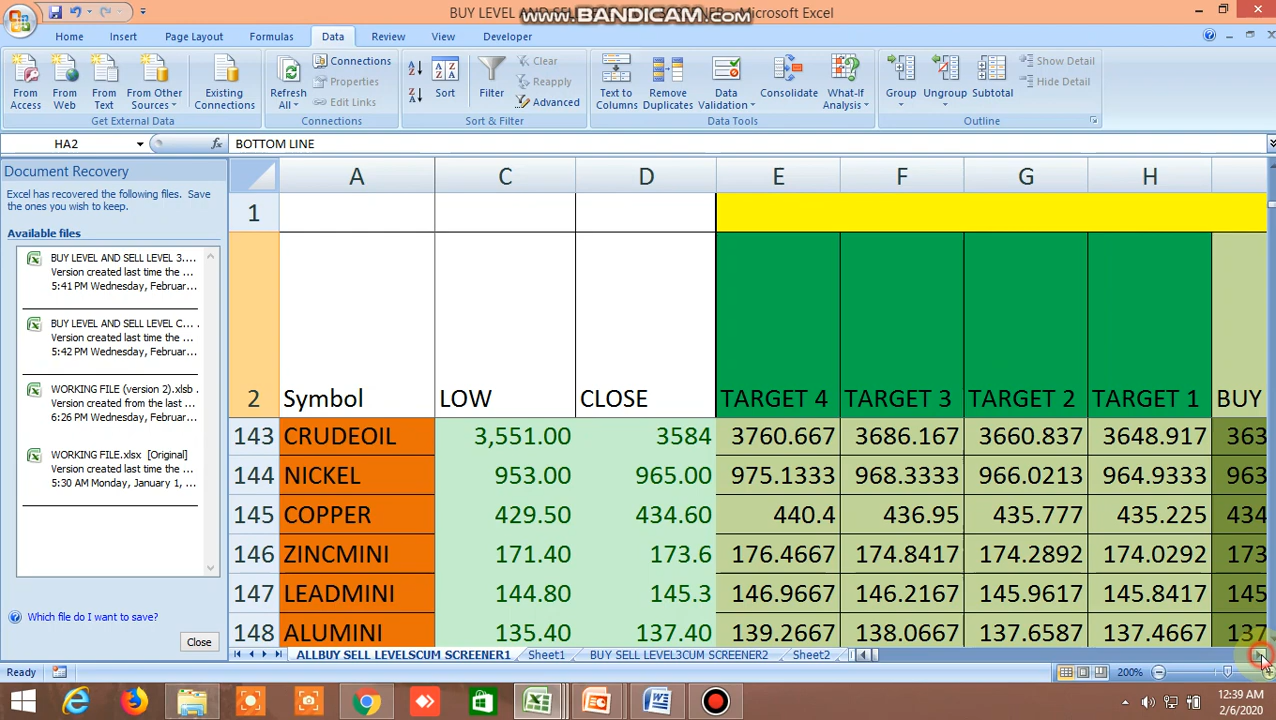 BUY LEVEL AND SELL LEVEL SCREENER - Microsoft Excel
www.BANDICAM.com
Home Insert Page Layout Formulas Data Review View Developer
From Access
From Web
From Text
From Other Sources
Existing Connections
Get External Data
Refresh All
Connections
Properties
Edit Links
Connections
Sort
Filter
Clear
Reapply
Advanced
Sort & Filter
Text to Columns
Remove Duplicates
Data Validation
Consolidate
What-If Analysis
Data Tools
Group
Ungroup
Subtotal
Show Detail
Hide Detail
Outline
HA2 fx BOTTOM LINE
Document Recovery
Excel has recovered the following files. Save
the ones you wish to keep.
Available files
BUY LEVEL AND SELL LEVEL 3....
Version created last time the ...
5:41 PM Wednesday, Februar...
BUY LEVEL AND SELL LEVEL C... .
Version created last time the ...
5:42 PM Wednesday, Februar...
WORKING FILE (version 2).xlsb .
Version created from the last ...
6:26 PM Wednesday, Februar...
WORKING FILE.xlsx [Original]
Version created last time the ...
5:30 AM Monday, January 1, ...
Which file do I want to save?
Close
A C D E F G H
1
2 Symbol LOW CLOSE TARGET 4 TARGET 3 TARGET 2 TARGET 1 BUY
143 CRUDEOIL 3,551.00 3584 3760.667 3686.167 3660.837 3648.917 363
144 NICKEL 953.00 965.00 975.1333 968.3333 966.0213 964.9333 963
145 COPPER 429.50 434.60 440.4 436.95 435.777 435.225 434
146 ZINCMINI 171.40 173.6 176.4667 174.8417 174.2892 174.0292 173
147 LEADMINI 144.80 145.3 146.9667 146.2167 145.9617 145.8417 145
148 ALUMINI 135.40 137.40 139.2667 138.0667 137.6587 137.4667 137
ALLBUY SELL LEVELSCUM SCREENER1 Sheet1 BUY SELL LEVEL3CUM SCREENER2 Sheet2
Ready 200%
12:39 AM
2/6/2020